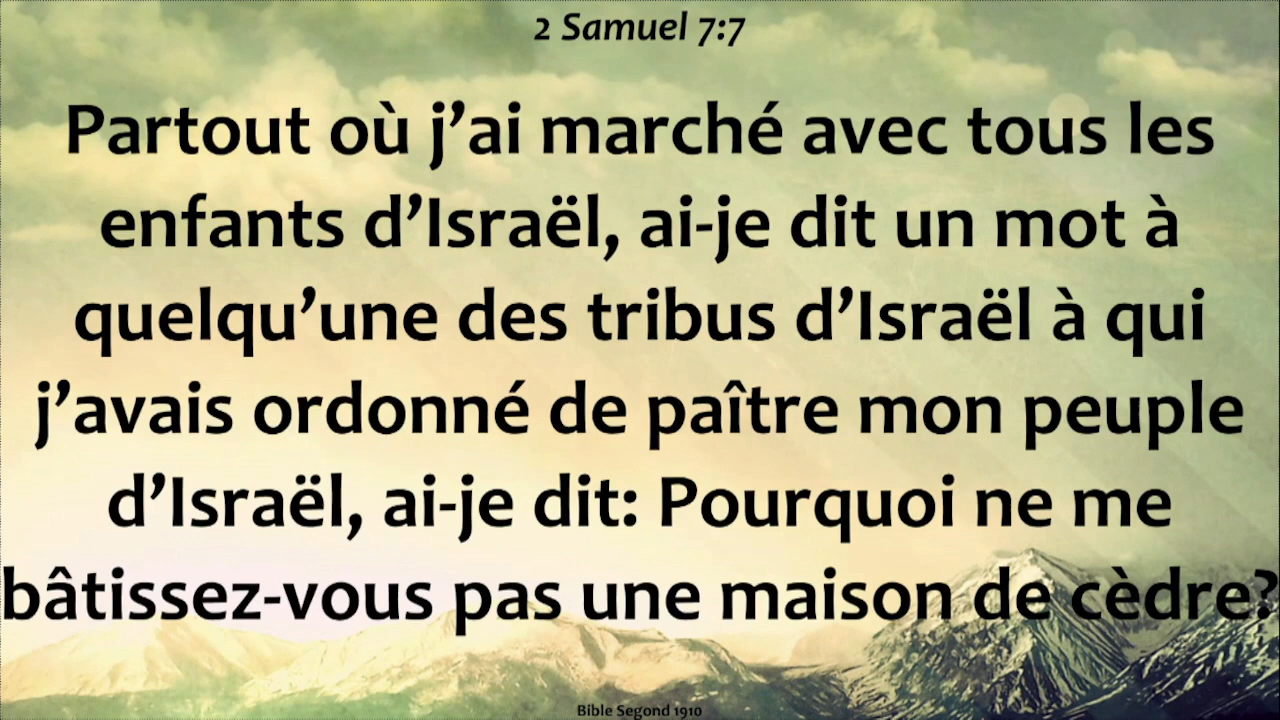 2 Samuel 7:7
Partout où j’ai marché avec tous les
enfants d’Israël, ai-je dit un mot à
quelqu’une des tribus d’Israël à qui
j’avais ordonné de paître mon peuple
d’Israël, ai-je dit: Pourquoi ne me
bâtissez-vous pas une maison de cèdre?
Bible Segond 1910